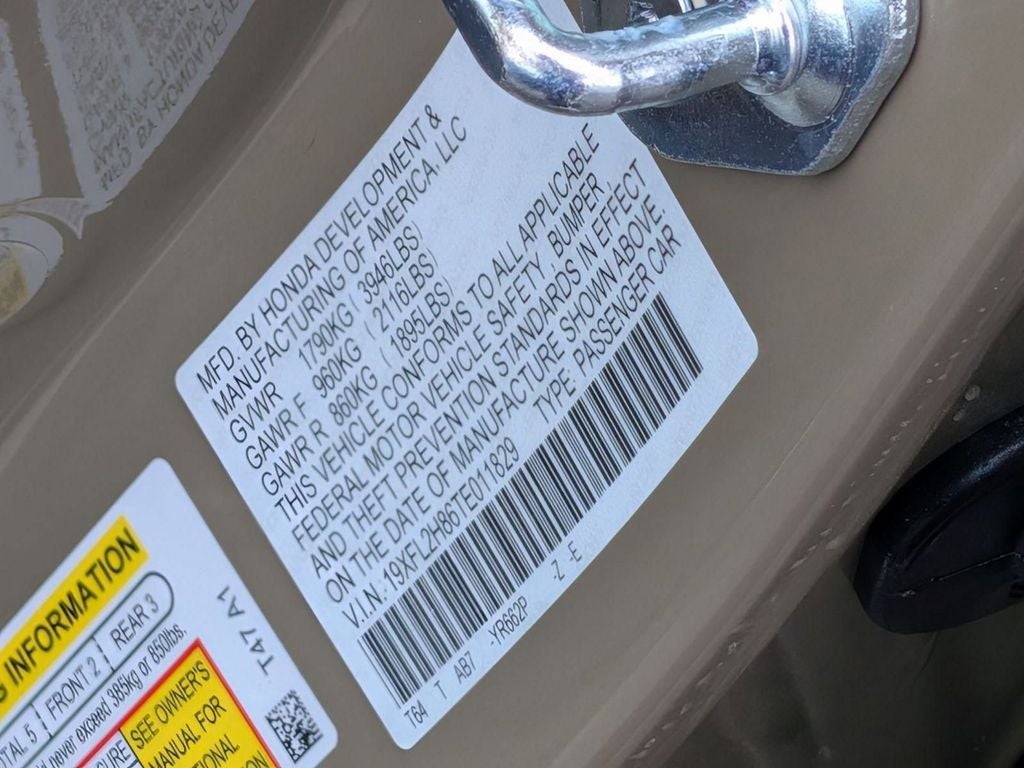 MFD. BY HONDA DEVELOPMENT &
MANUFACTURING OF AMERICA, LLC
GVWR 1790KG ( 3946LBS)
GAWR F 960KG ( 2116LBS)
GAWR R 860KG ( 1895LBS)
THIS VEHICLE CONFORMS TO ALL APPLICABLE
FEDERAL MOTOR VEHICLE SAFETY, BUMPER,
AND THEFT PREVENTION STANDARDS IN EFFECT
ON THE DATE OF MANUFACTURE SHOWN ABOVE.
V.I.N.: 19XFL2H86TE011829 TYPE: PASSENGER CAR
T64 T AB7 -YR662P -Z -E
INFORMATION
5 FRONT 2 REAR 3
never exceed 385kg or 850lbs.
SEE OWNER'S
MANUAL FOR
T47 A1